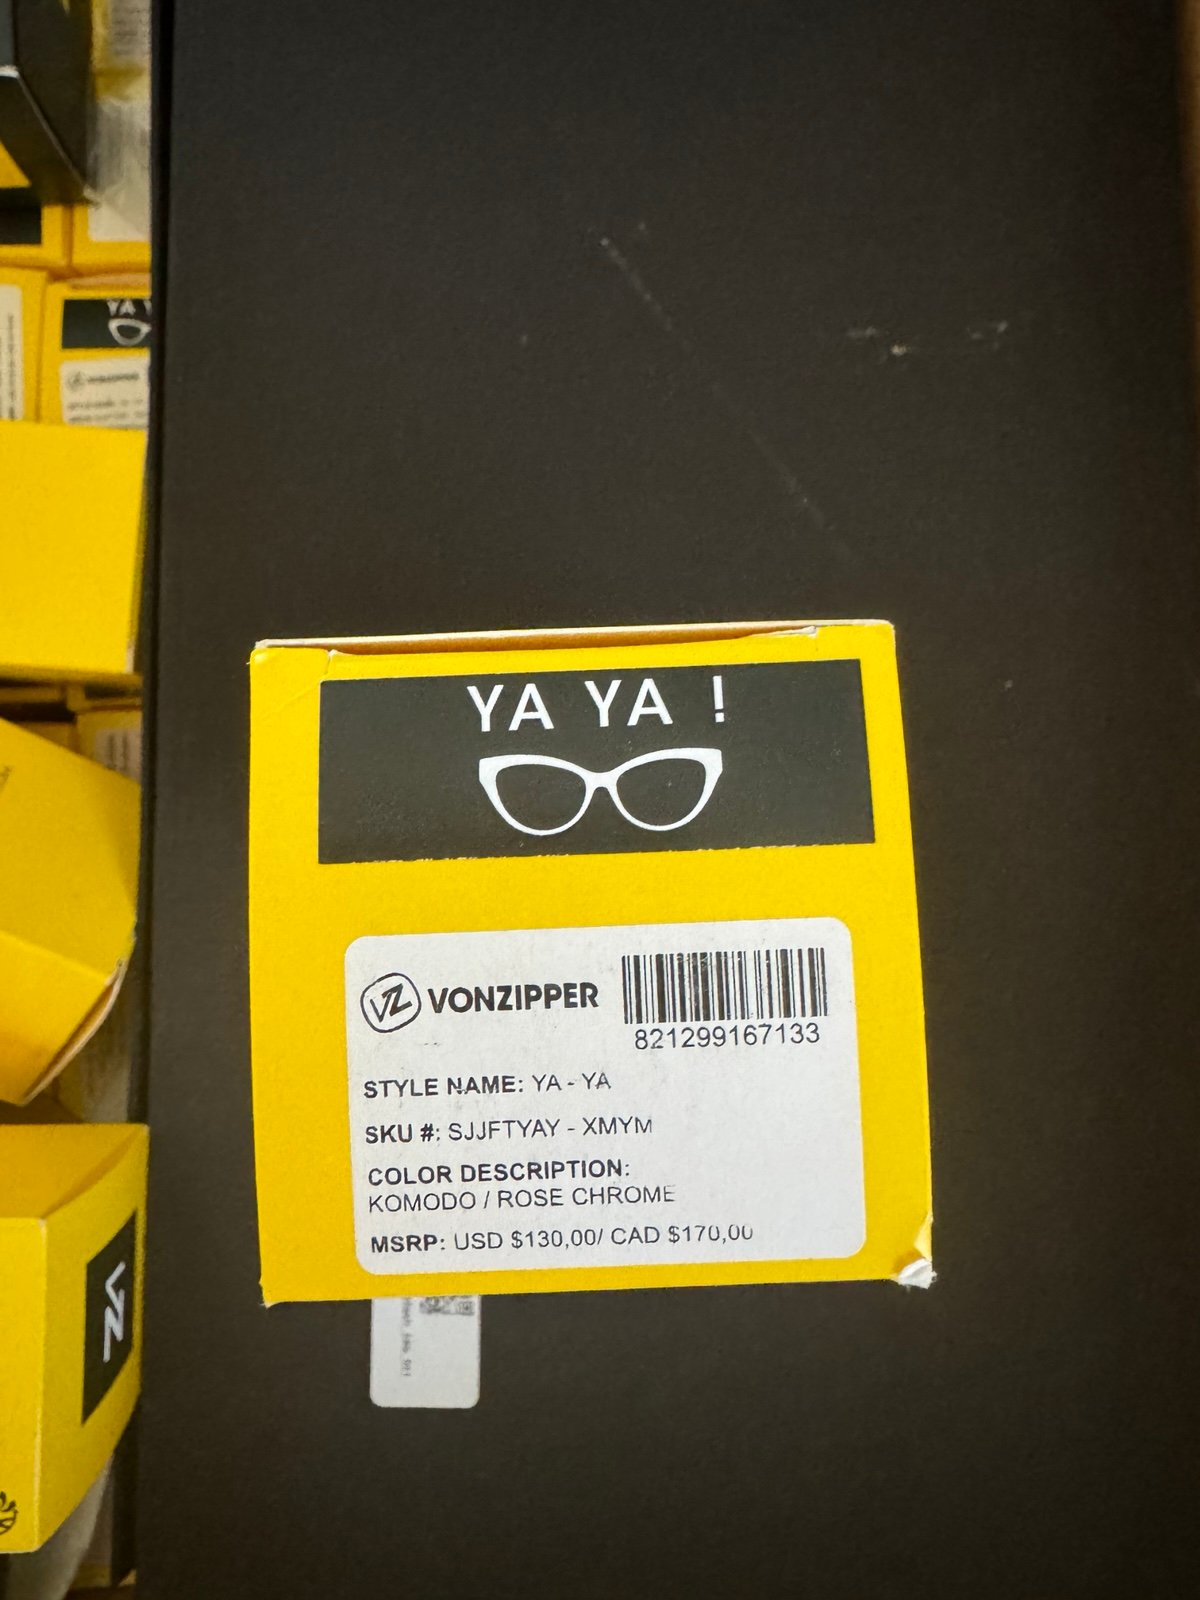 YA YA !
VZ VONZIPPER
821299167133
STYLE NAME: YA - YA
SKU #: SJJFTYAY - XMYM
COLOR DESCRIPTION:
KOMODO / ROSE CHROME
MSRP: USD $130,00/ CAD $170,00
YA Y
VONZIPPER
VZ